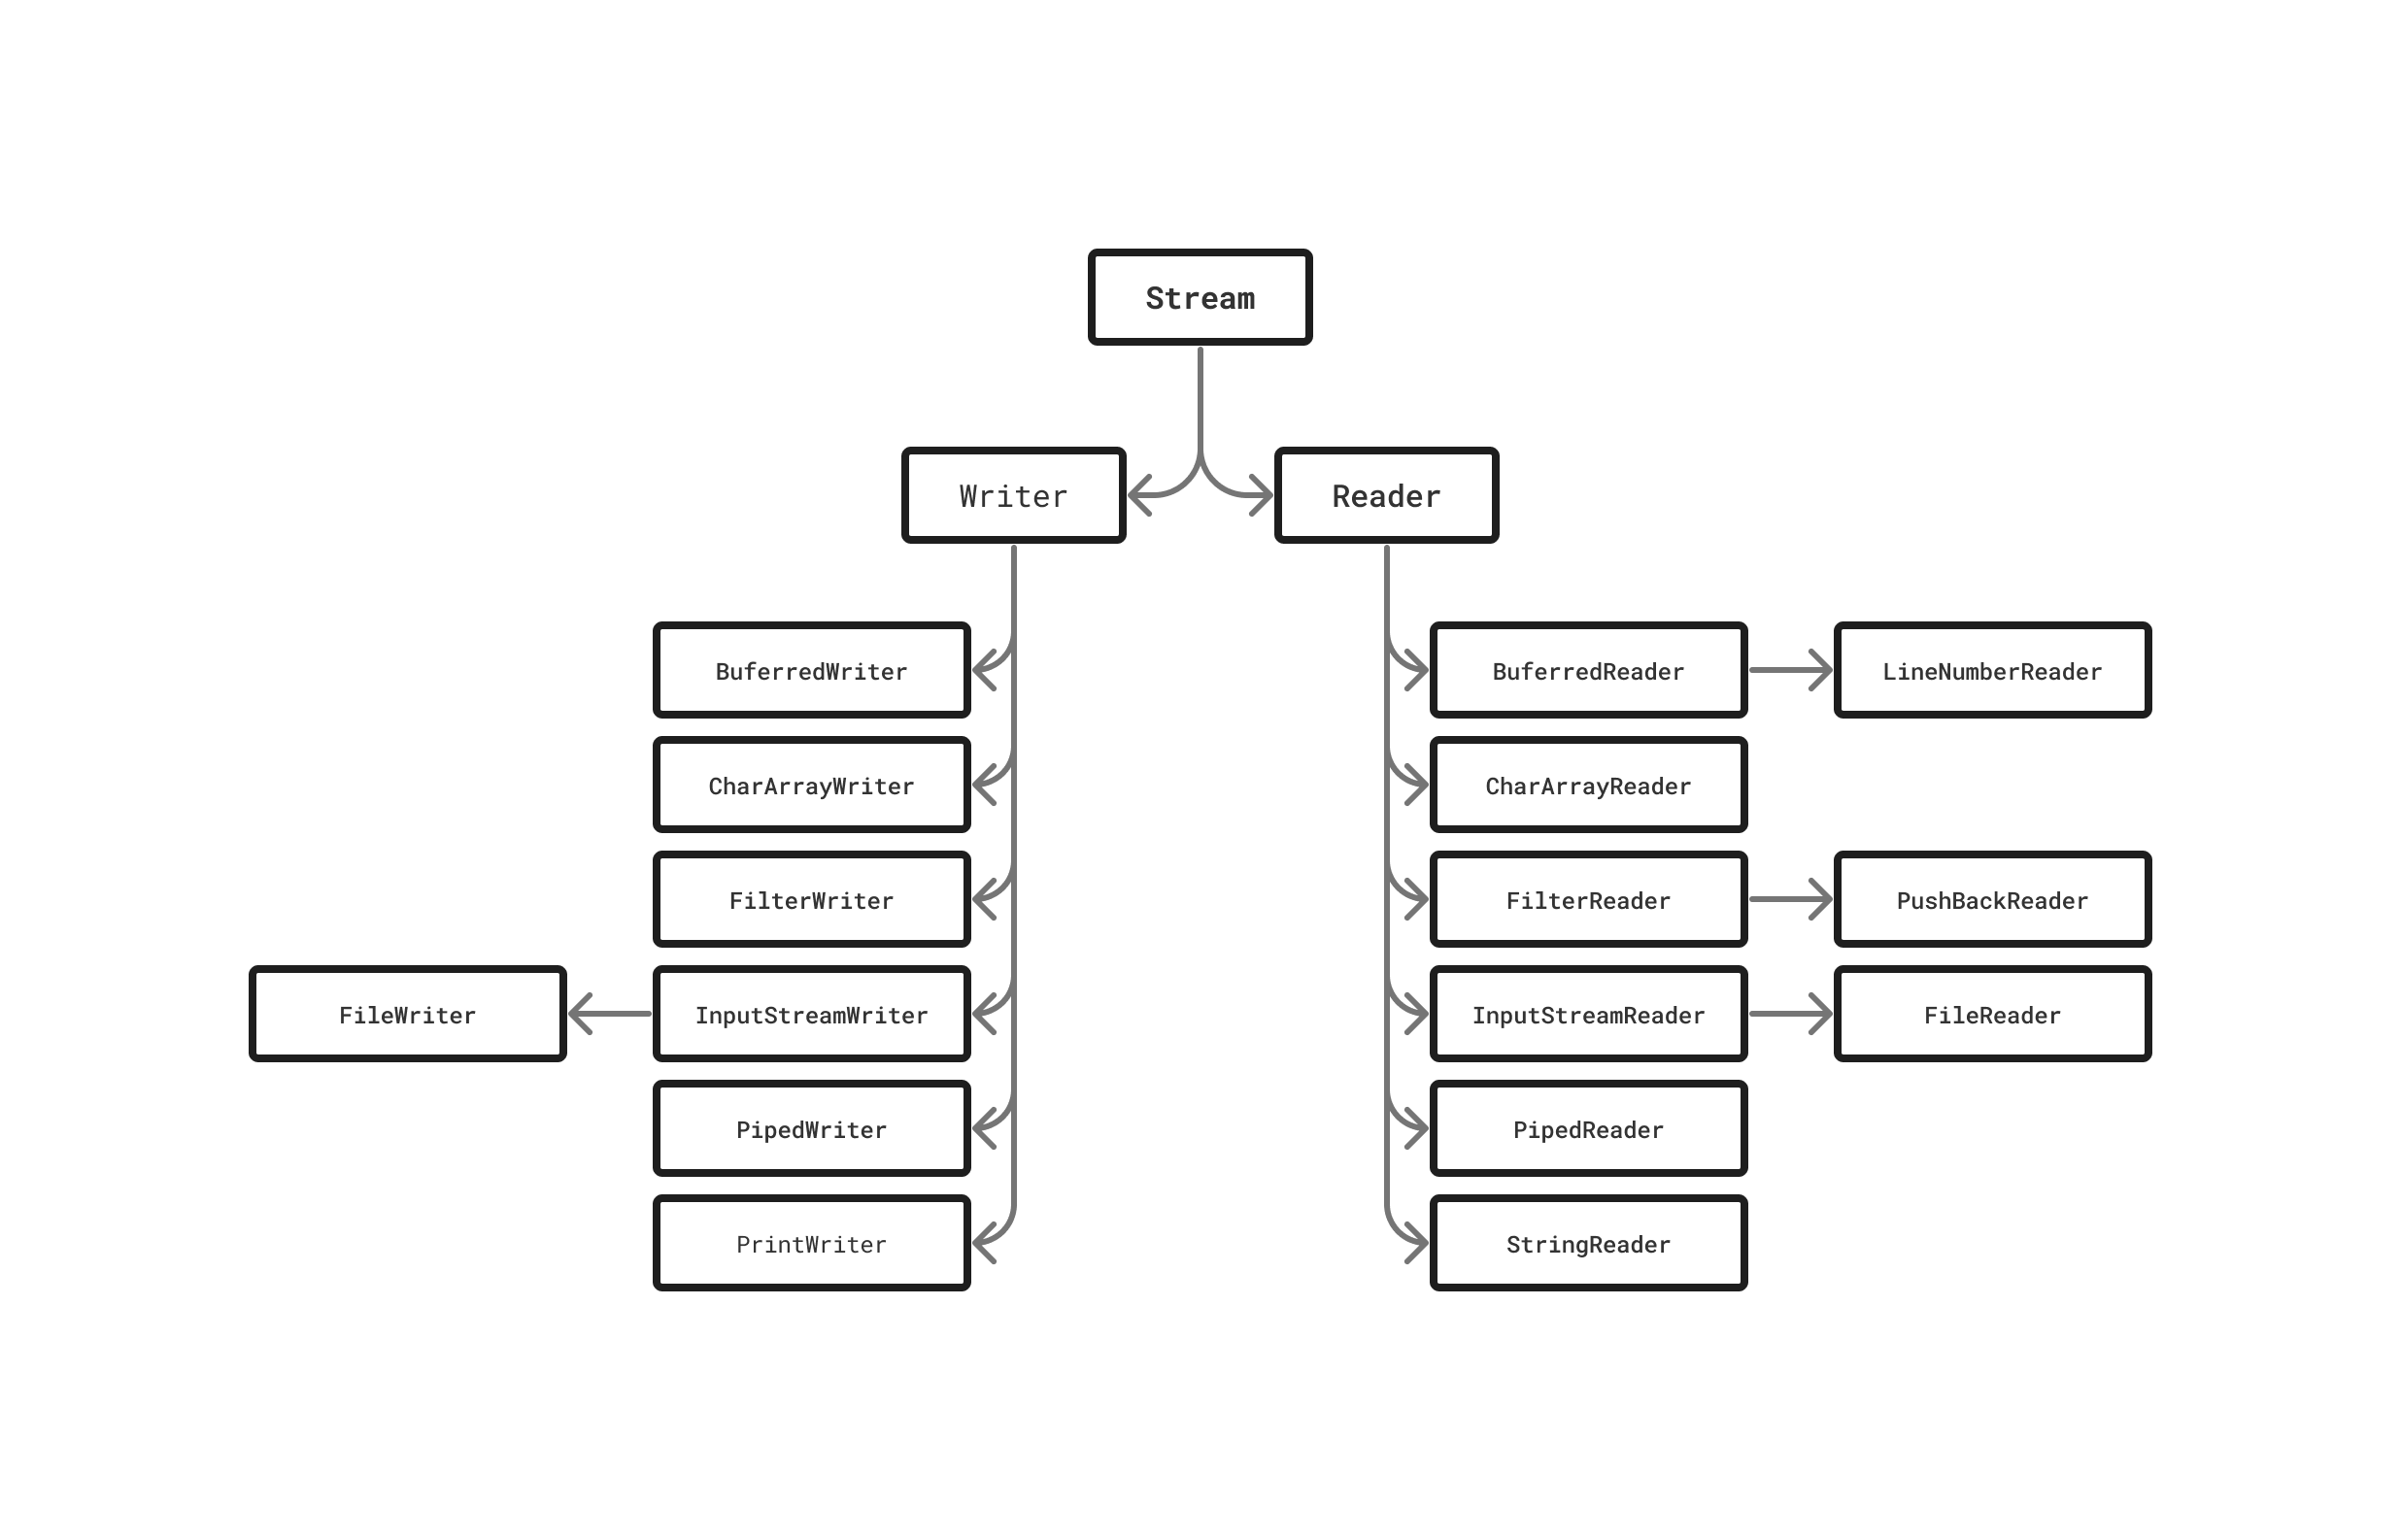 Stream
Writer
Reader
BuferredWriter
BuferredReader
LineNumberReader
CharArrayWriter
CharArrayReader
FilterWriter
FilterReader
PushBackReader
FileWriter
InputStreamWriter
InputStreamReader
FileReader
PipedWriter
PipedReader
PrintWriter
StringReader